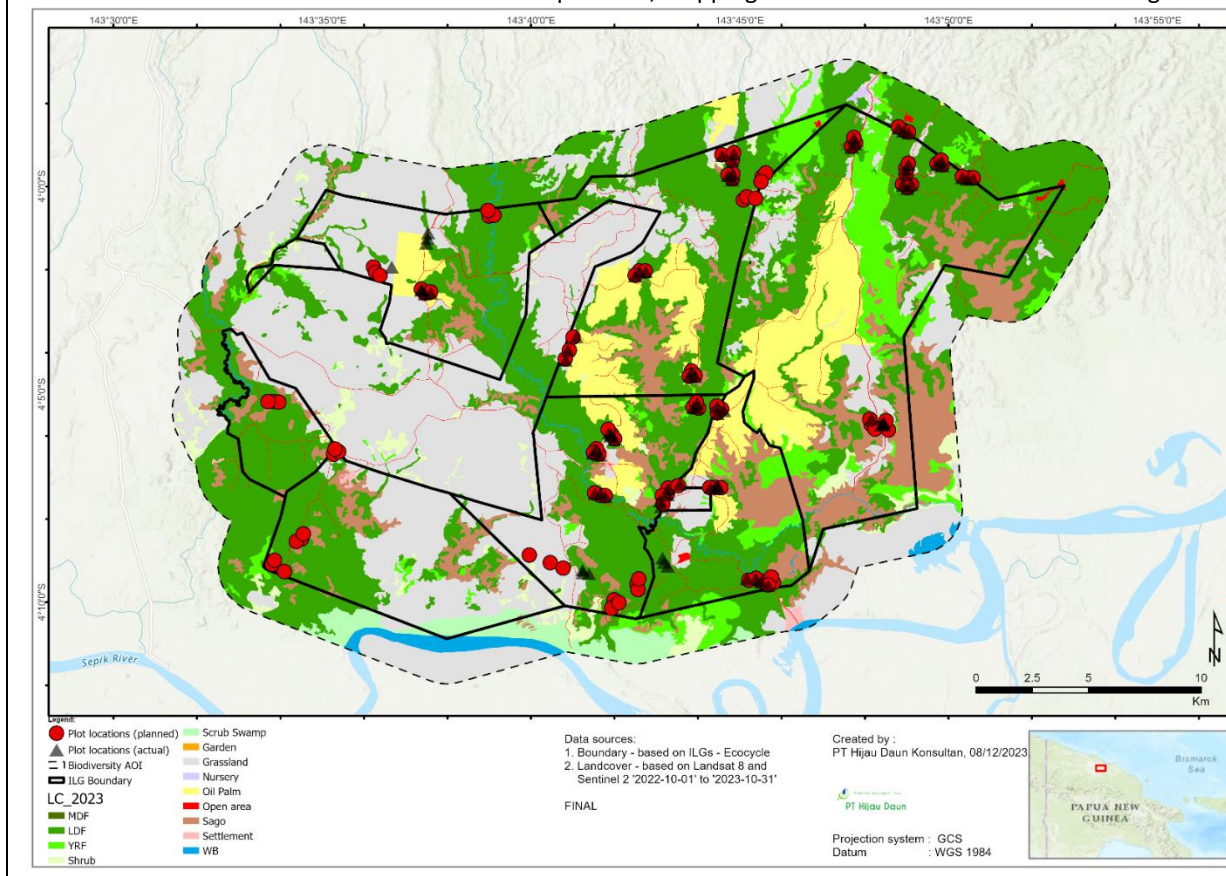 143°30'0"E 143°35'0"E 143°40'0"E 143°45'0"E 143°50'0"E 143°55'0"E
4°0'0"S
4°5'0"S
4°10'0"S
Sepik River
N
0 2.5 5 10
Km
Legend:
Plot locations (planned)
Plot locations (actual)
Biodiversity AOI
ILG Boundary
LC_2023
MDF
LDF
YRF
Shrub
Scrub Swamp
Garden
Grassland
Nursery
Oil Palm
Open area
Sago
Settlement
WB
Data sources:
1. Boundary - based on ILGs - Ecocycle
2. Landcover - based on Landsat 8 and
Sentinel 2 '2022-10-01' to '2023-10-31'
FINAL
Created by :
PT Hijau Daun Konsultan, 08/12/2023
PT Hijau Daun
Projection system : GCS
Datum : WGS 1984
Bismarck
Sea
PAPUA NEW
GUINEA